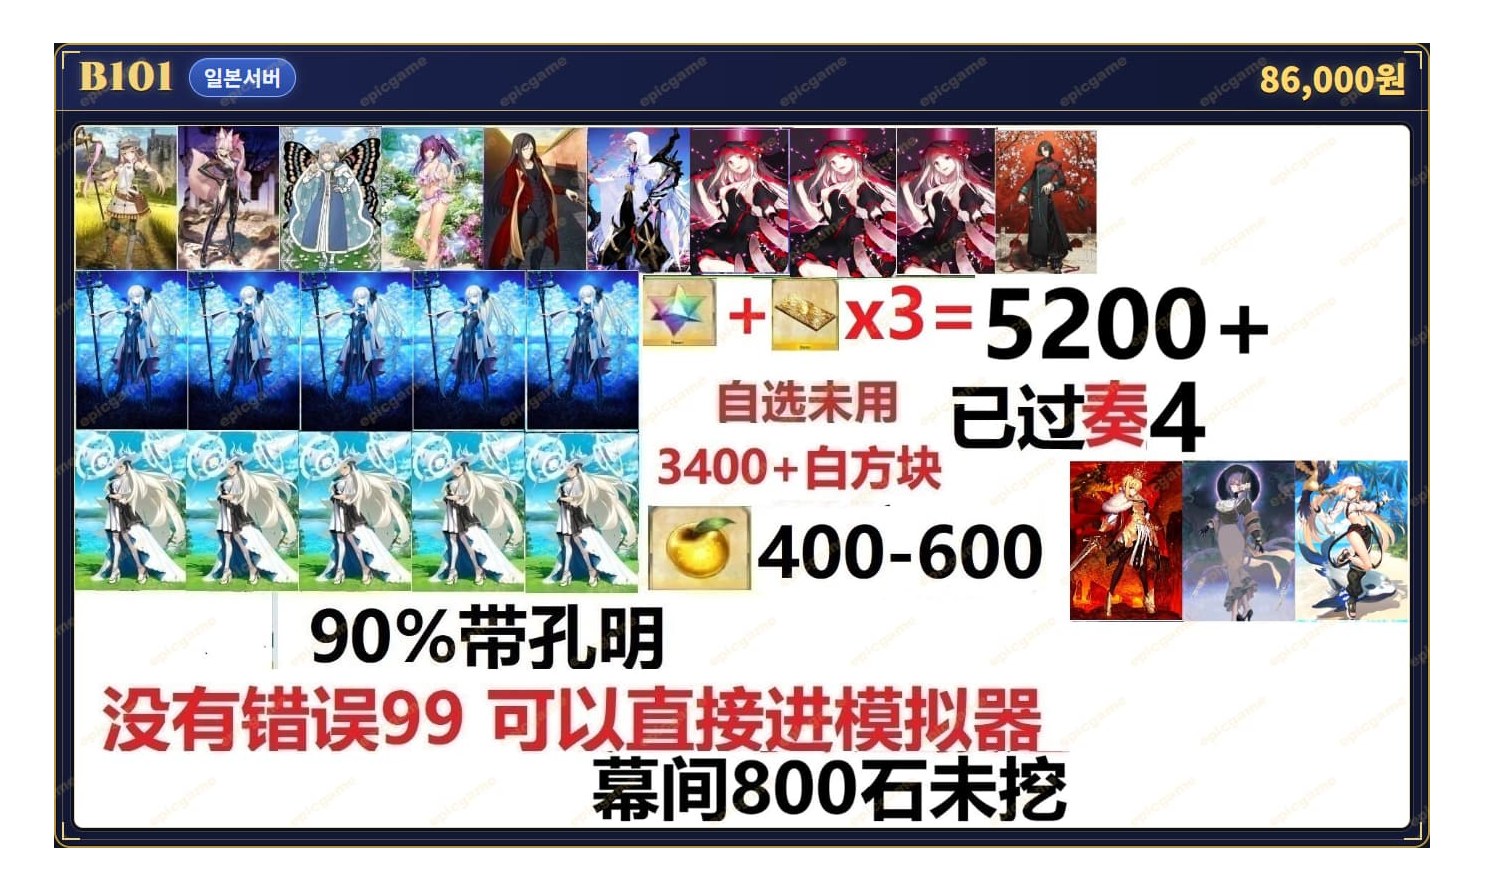 B101 일본서버 86,000원
+ x3=5200+
自选未用
已过奏4
3400+白方块
400-600
90%带孔明
没有错误99 可以直接进模拟器
幕间800石未挖
epicgame